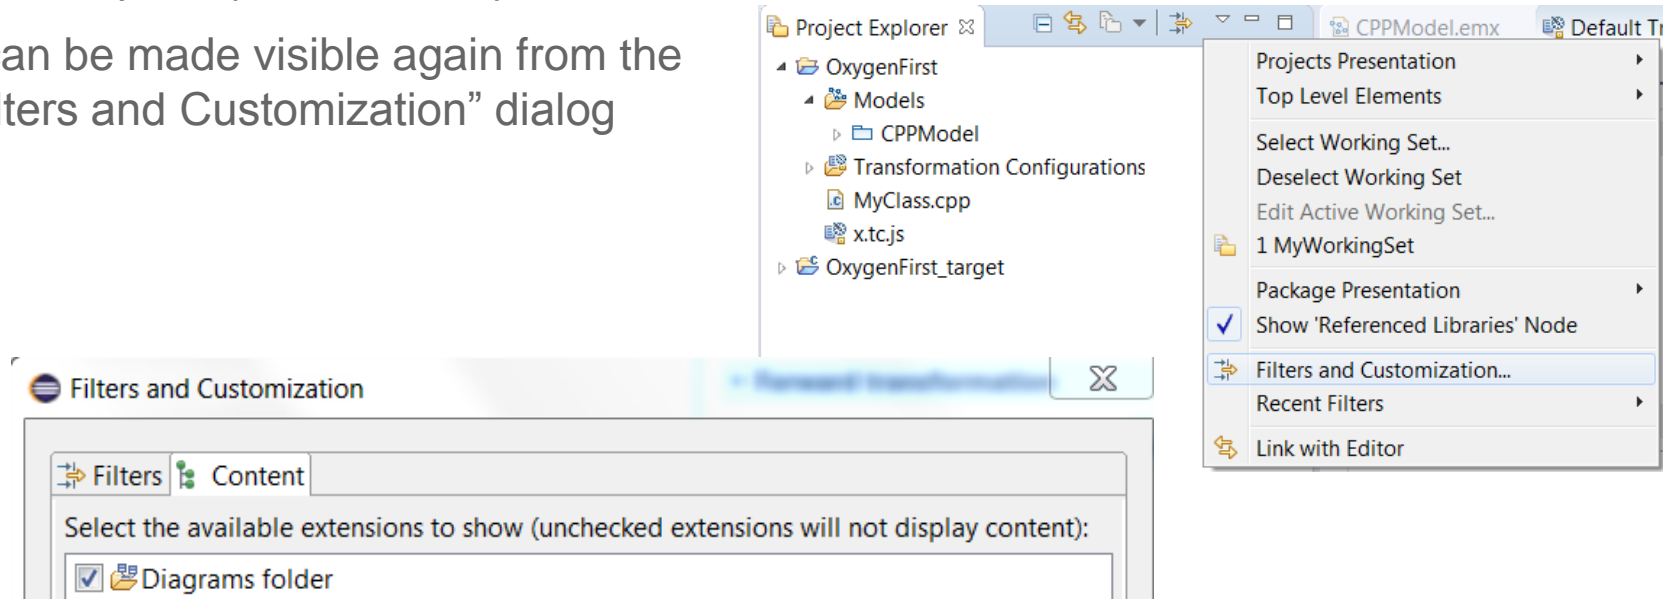 an be made visible again from the
lters and Customization” dialog
Project Explorer
OxygenFirst
Models
CPPModel
Transformation Configurations
MyClass.cpp
x.tc.js
OxygenFirst_target
CPPModel.emx
Default Tr
Projects Presentation
Top Level Elements
Select Working Set...
Deselect Working Set
Edit Active Working Set...
1 MyWorkingSet
Package Presentation
Show 'Referenced Libraries' Node
Filters and Customization...
Recent Filters
Link with Editor
Filters and Customization
Forward transformation
Filters
Content
Select the available extensions to show (unchecked extensions will not display content):
Diagrams folder